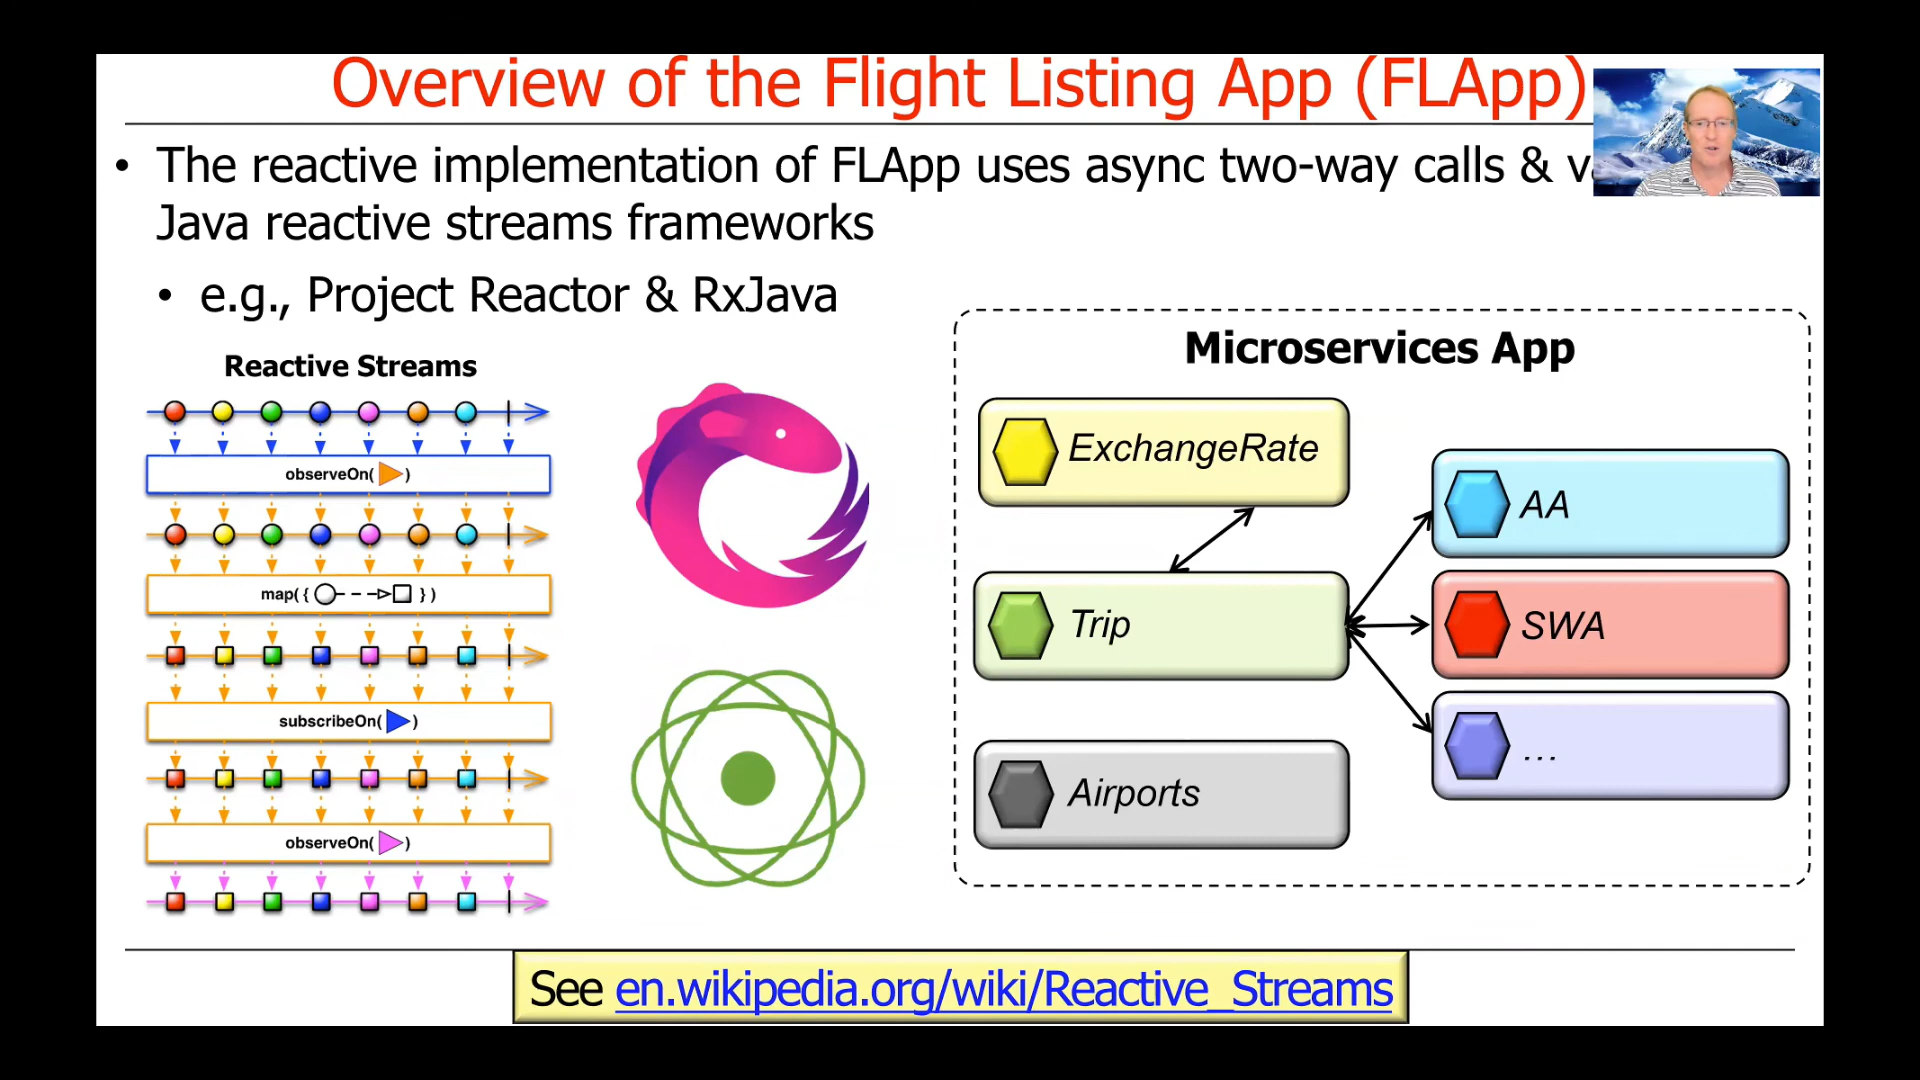 Overview of the Flight Listing App (FLApp)
• The reactive implementation of FLApp uses async two-way calls &
Java reactive streams frameworks
• e.g., Project Reactor & RxJava
Reactive Streams
observeOn( )
map( { } )
subscribeOn( )
observeOn( )
Microservices App
ExchangeRate
Trip
Airports
AA
SWA
...
See en.wikipedia.org/wiki/Reactive_Streams